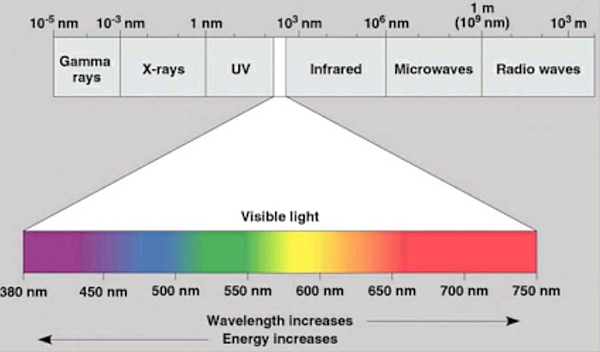 1 m
10⁻⁵ nm 10⁻³ nm 1 nm 10³ nm 10⁶ nm (10⁹ nm) 10³ m
Gamma
rays
X-rays
UV
Infrared
Microwaves
Radio waves
Visible light
380 nm 450 nm 500 nm 550 nm 600 nm 650 nm 700 nm 750 nm
Wavelength increases
Energy increases